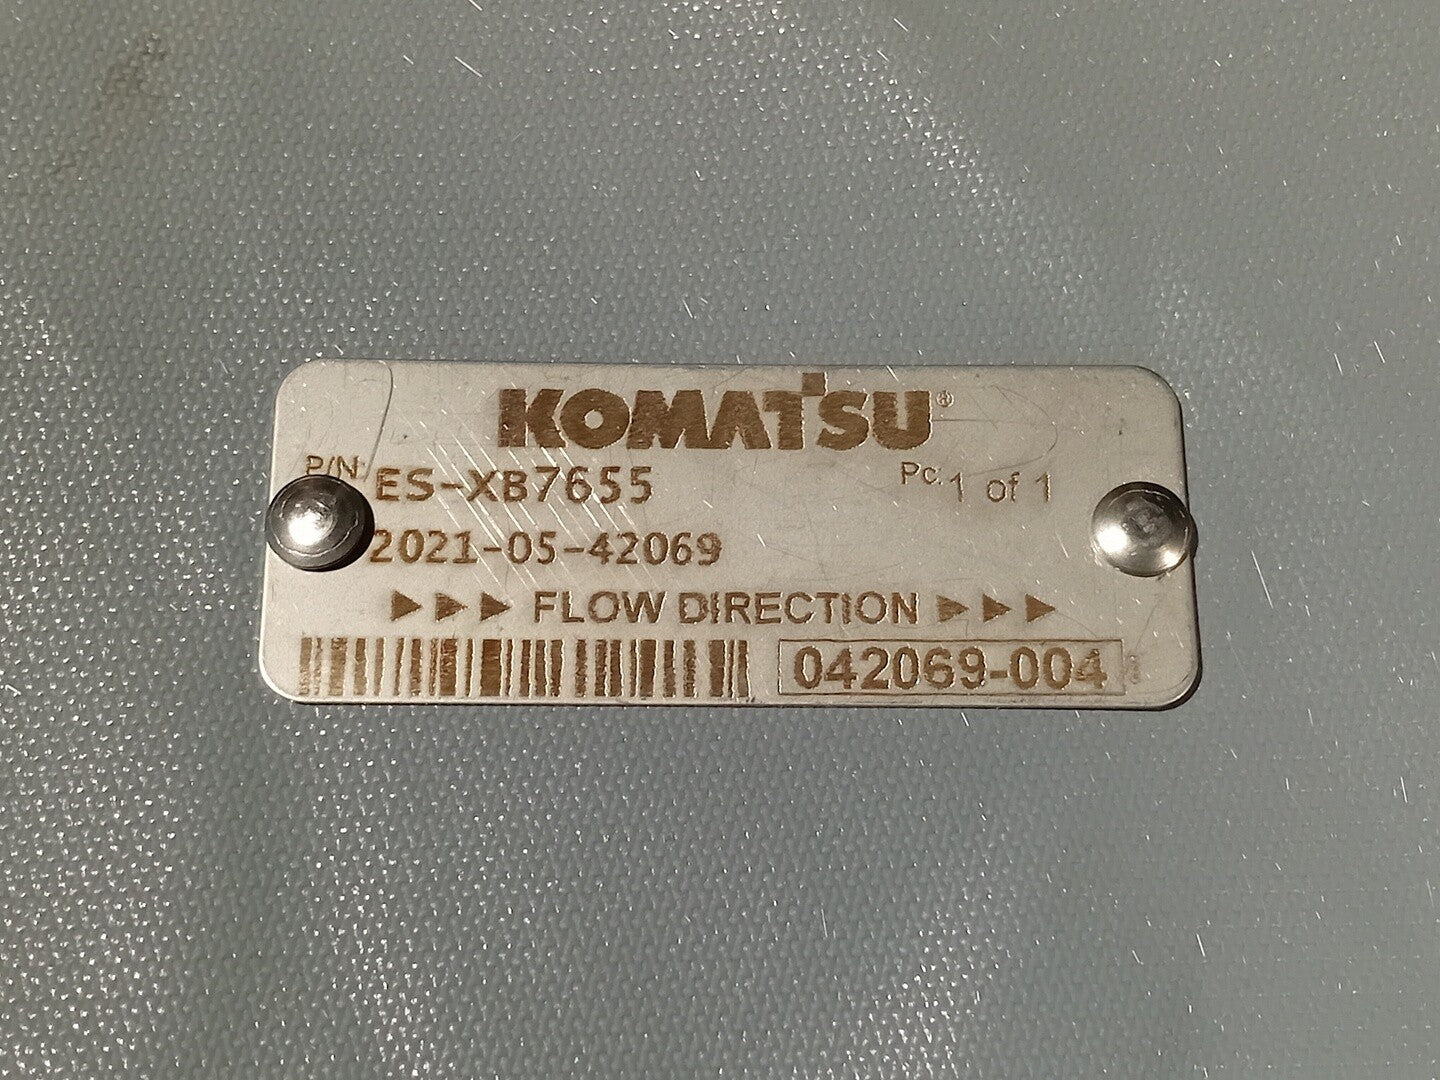 KOMATSU®
P/N: ES-XB7655 Pc. 1 of 1
2021-05-42069
►►► FLOW DIRECTION ►►►
042069-004